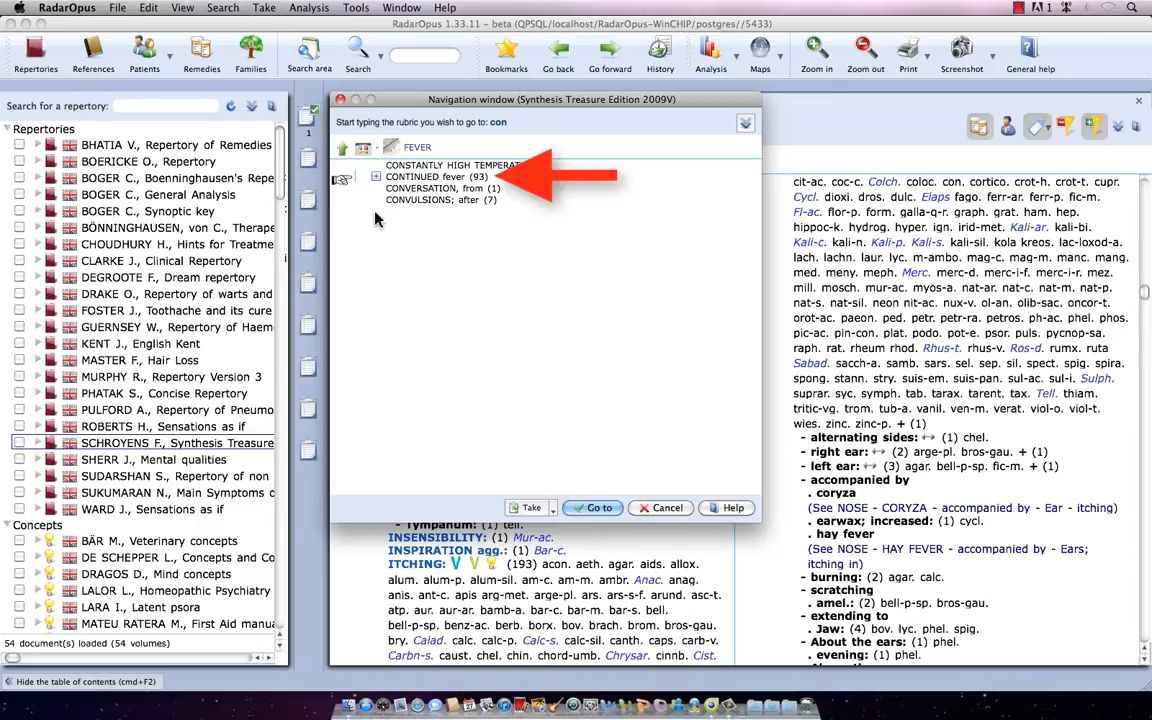 RadarOpus File Edit View Search Take Analysis Tools Window Help
RadarOpus 1.33.11 - beta (QPSQL/localhost/RadarOpus-WinCHIP/postgres//5433)
Repertories References Patients Remedies Families Search area Search Bookmarks Go back Go forward History Analysis Maps Zoom in Zoom out Print Screenshot General help
Search for a repertory:
Repertories
BHATIA V., Repertory of Remedies
BOERICKE O., Repertory
BOGER C., Boenninghausen's Repe
BOGER C., General Analysis
BOGER C., Synoptic key
BÖNNINGHAUSEN, von C., Therape
CHOUDHURY H., Hints for Treatme
CLARKE J., Clinical Repertory
DEGROOTE F., Dream repertory
DRAKE O., Repertory of warts and
FOSTER J., Toothache and its cure
GUERNSEY W., Repertory of Haem
KENT J., English Kent
MASTER F., Hair Loss
MURPHY R., Repertory Version 3
PHATAK S., Concise Repertory
PULFORD A., Repertory of Pneumo
ROBERTS H., Sensations as if
SCHROYENS F., Synthesis Treasure
SHERR J., Mental qualities
SUDARSHAN S., Repertory of non
SUKUMARAN N., Main Symptoms o
WARD J., Sensations as if
Concepts
BÄR M., Veterinary concepts
DE SCHEPPER L., Concepts and Co
DRAGOS D., Mind concepts
LALOR L., Homeopathic Psychiatry
LARA I., Latent psora
MATEU RATERA M., First Aid manua
54 document(s) loaded (54 volumes)
Hide the table of contents (cmd+F2)
1
Navigation window (Synthesis Treasure Edition 2009V)
Start typing the rubric you wish to go to: con
FEVER
CONSTANTLY HIGH TEMPERAT
CONTINUED fever (93)
CONVERSATION, from (1)
CONVULSIONS; after (7)
Take Go to Cancel Help
- Tympanum: (1) tell.
INSENSIBILITY: (1) Mur-ac.
INSPIRATION agg.: (1) Bar-c.
ITCHING: (193) acon. aeth. agar. aids. allox.
alum. alum-p. alum-sil. am-c. am-m. ambr. Anac. anag.
anis. ant-c. apis arg-met. arge-pl. ars. ars-s-f. arund. asc-t.
atp. aur. aur-ar. bamb-a. bar-c. bar-m. bar-s. bell.
bell-p-sp. benz-ac. berb. borx. bov. brach. brom. bros-gau.
bry. Calad. calc. calc-p. Calc-s. calc-sil. canth. caps. carb-v.
Carbn-s. caust. chel. chin. chord-umb. Chrysar. cinnb. Cist.
cit-ac. coc-c. Colch. coloc. con. cortico. crot-h. crot-t. cupr.
Cycl. dioxi. dros. dulc. Elaps fago. ferr-ar. ferr-p. fic-m.
Fl-ac. flor-p. form. galla-q-r. graph. grat. ham. hep.
hippoc-k. hydrog. hyper. ign. irid-met. Kali-ar. kali-bi.
Kali-c. kali-n. Kali-p. Kali-s. kali-sil. kola kreos. lac-loxod-a.
lach. lachn. laur. lyc. m-ambo. mag-c. mag-m. manc. mang.
med. meny. meph. Merc. merc-d. merc-i-f. merc-i-r. mez.
mill. mosch. mur-ac. myos-a. nat-ar. nat-c. nat-m. nat-p.
nat-s. nat-sil. neon nit-ac. nux-v. ol-an. olib-sac. oncor-t.
orot-ac. paeon. ped. petr. petr-ra. petros. ph-ac. phel. phos.
pic-ac. pin-con. plat. podo. pot-e. psor. puls. pycnop-sa.
raph. rat. rheum rhod. Rhus-t. rhus-v. Ros-d. rumx. ruta
Sabad. sacch-a. samb. sars. sel. sep. sil. spect. spig. spira.
spong. stann. stry. suis-em. suis-pan. sul-ac. sul-i. Sulph.
suprar. syc. symph. tab. tarax. tarent. tax. Tell. thiam.
tritic-vg. trom. tub-a. vanil. ven-m. verat. viol-o. viol-t.
wies. zinc. zinc-p. + (1)
- alternating sides: ↔ (1) chel.
- right ear: ↔ (2) arge-pl. bros-gau. + (1)
- left ear: ↔ (3) agar. bell-p-sp. fic-m. + (1)
- accompanied by
. coryza
(See NOSE - CORYZA - accompanied by - Ear - itching)
. earwax; increased: (1) cycl.
. hay fever
(See NOSE - HAY FEVER - accompanied by - Ears;
itching in)
- burning: (2) agar. calc.
- scratching
. amel.: (2) bell-p-sp. bros-gau.
- extending to
. Jaw: (4) bov. lyc. phel. spig.
- About the ears: (1) phel.
. evening: (1) phel.